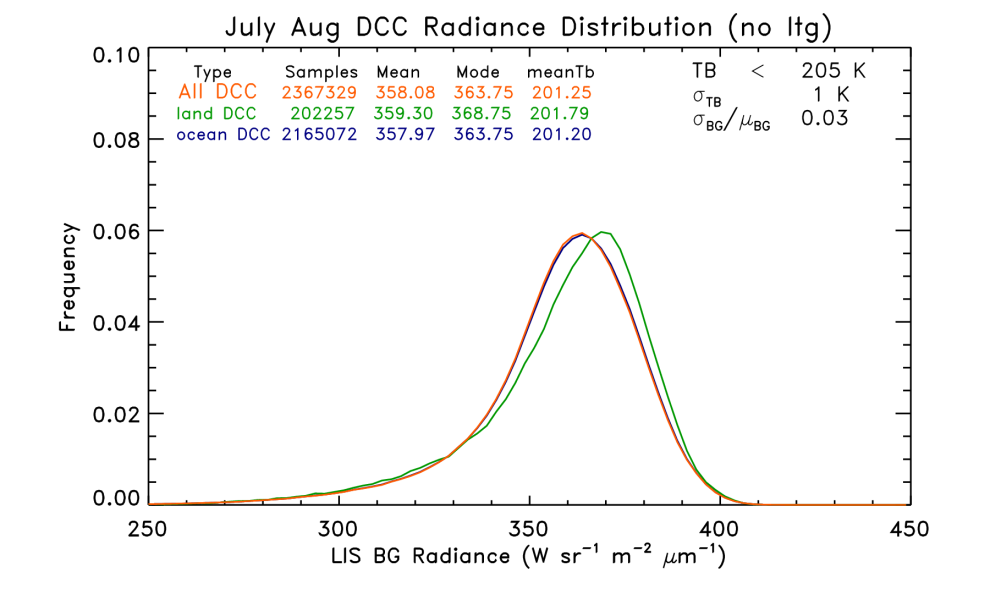 July Aug DCC Radiance Distribution (no ltg)
Type Samples Mean Mode meanTb
All DCC 2367329 358.08 363.75 201.25
land DCC 202257 359.30 368.75 201.79
ocean DCC 2165072 357.97 363.75 201.20
TB < 205 K
σTB 1 K
σBG/μBG 0.03
Frequency
0.10
0.08
0.06
0.04
0.02
0.00
250 300 350 400 450
LIS BG Radiance (W sr⁻¹ m⁻² μm⁻¹)